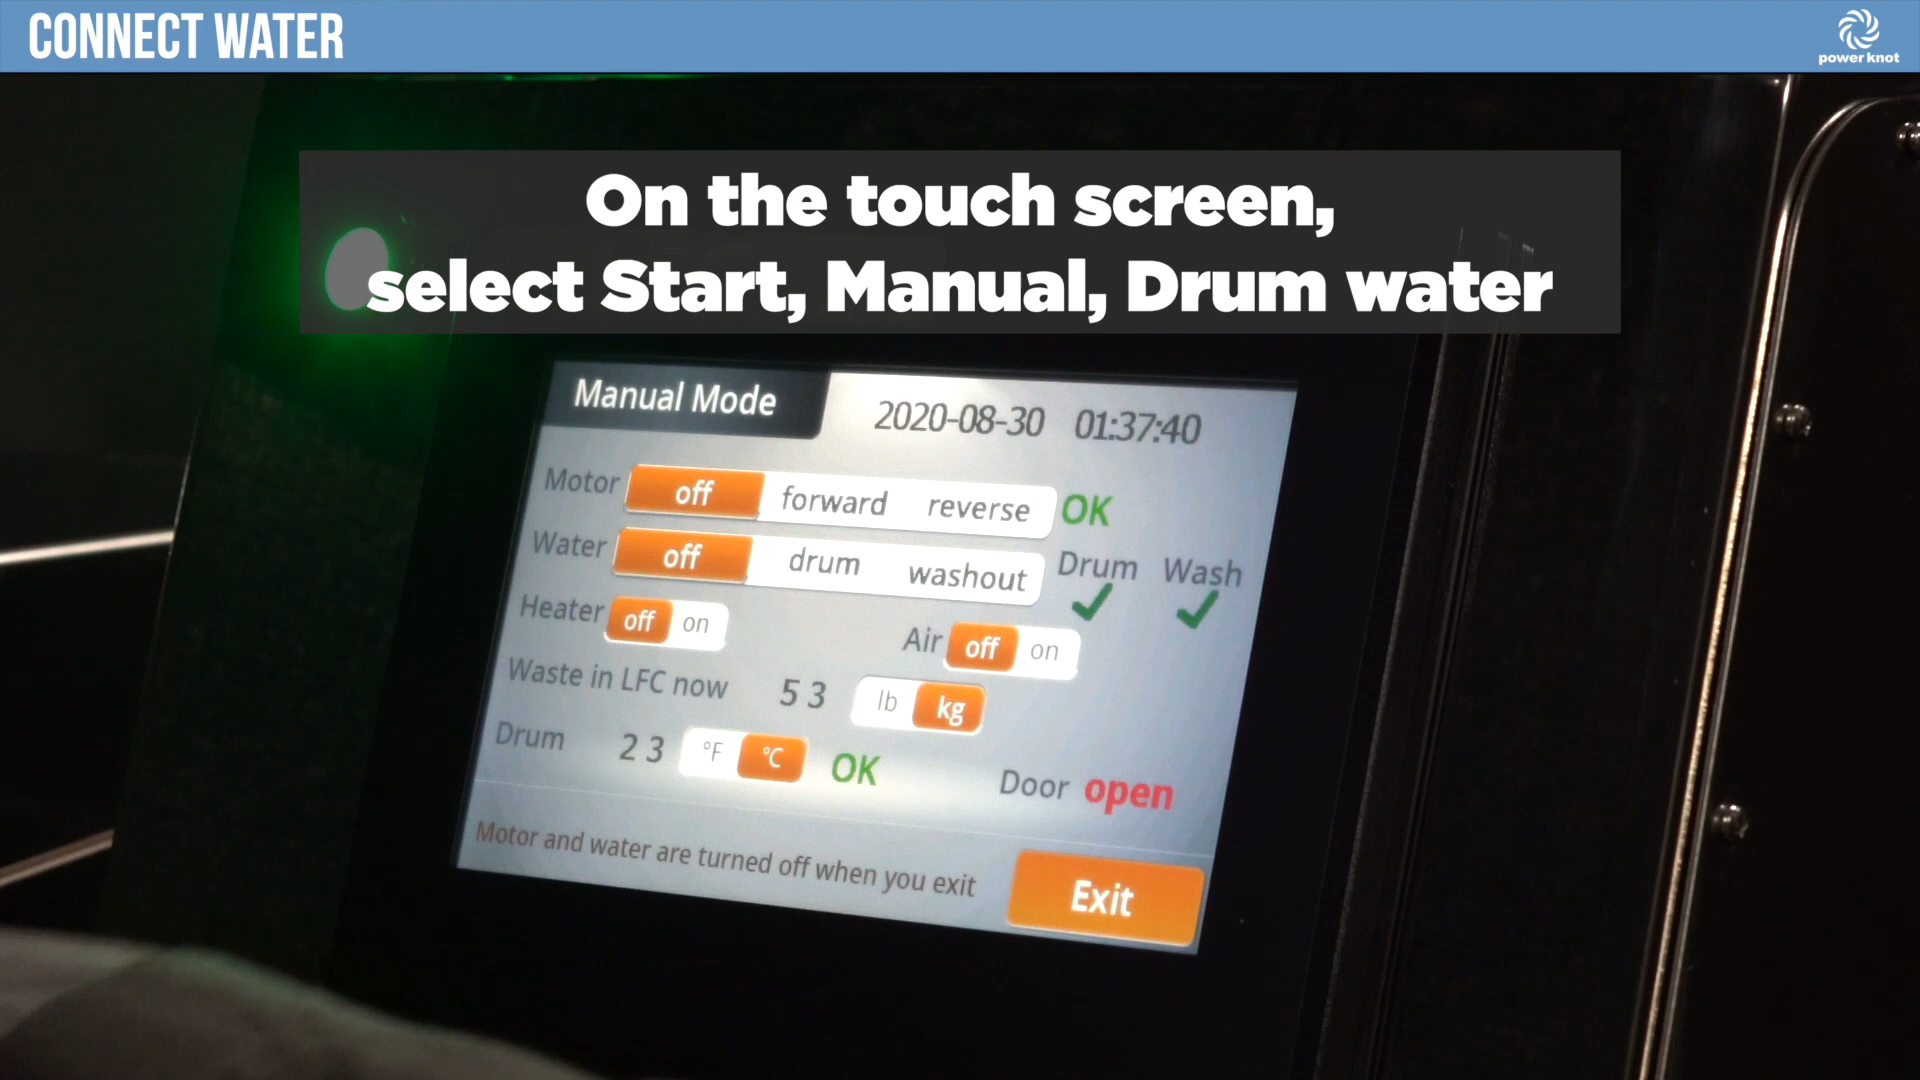 CONNECT WATER
power knot
On the touch screen,
select Start, Manual, Drum water
Manual Mode 2020-08-30 01:37:40
Motor off forward reverse OK
Water off drum washout Drum Wash
Heater off on Air off on
Waste in LFC now 53 lb kg
Drum 23 °F °C OK Door open
Motor and water are turned off when you exit Exit